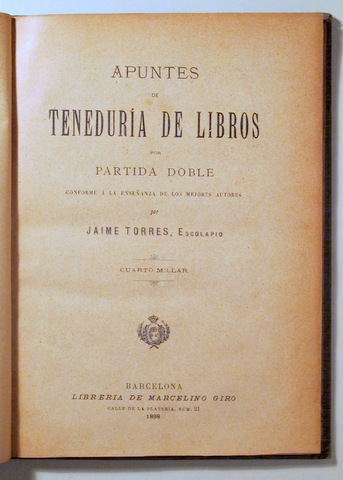 APUNTES
DE
TENEDURÍA DE LIBROS
POR
PARTIDA DOBLE
CONFORME Á LA ENSEÑANZA DE LOS MEJORES AUTORES
por
JAIME TORRES, ESCOLAPIO
CUARTO MILLAR
BARCELONA
LIBRERIA DE MARCELINO GIRÓ
CALLE DE LA PLATERÍA, NÚM. 21
1898